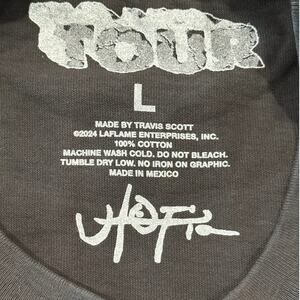 TOUR
L
MADE BY TRAVIS SCOTT
©2024 LAFLAME ENTERPRISES, INC.
100% COTTON
MACHINE WASH COLD. DO NOT BLEACH.
TUMBLE DRY LOW. NO IRON ON GRAPHIC.
MADE IN MEXICO